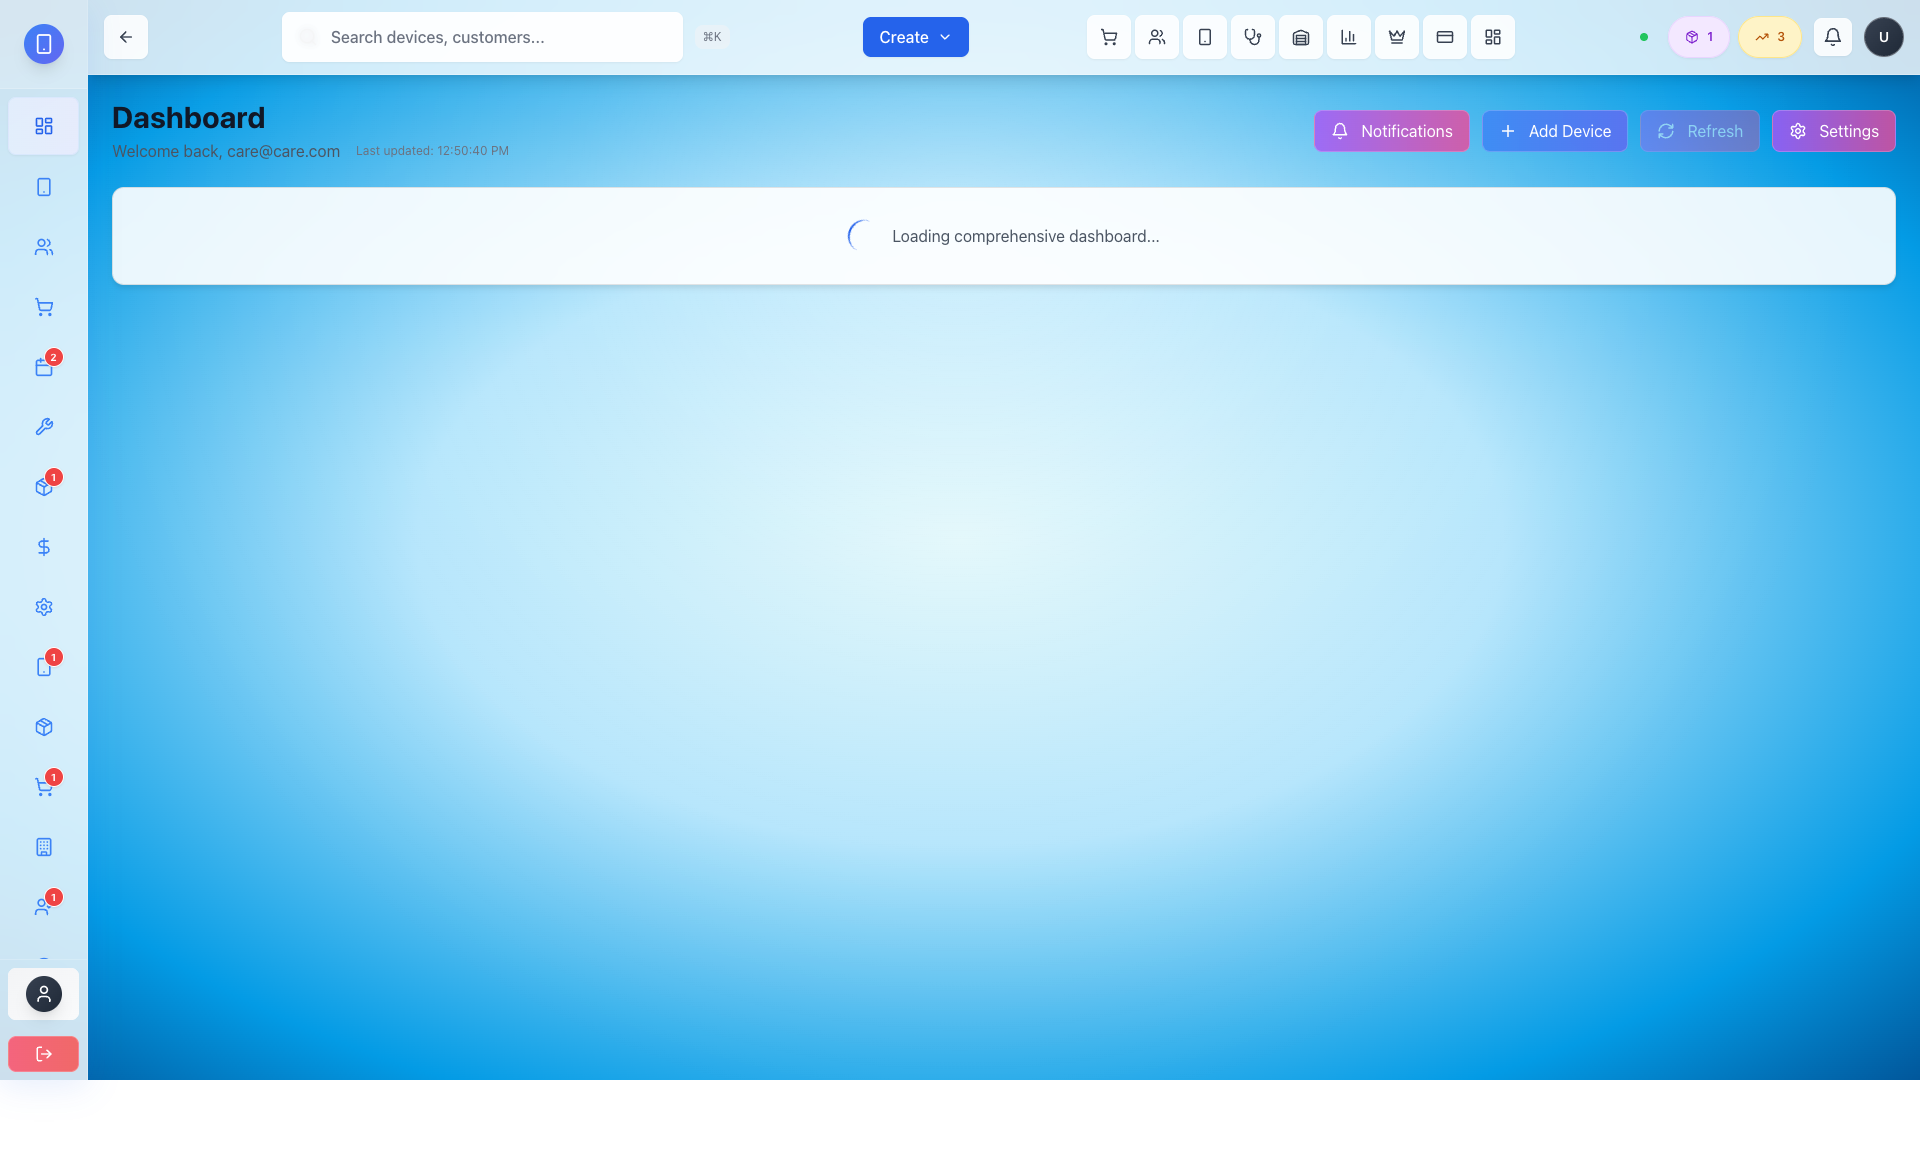 Search devices, customers...
⌘K
Create
1
3
U
Dashboard
Welcome back, care@care.com
Last updated: 12:50:40 PM
Notifications
Add Device
Refresh
Settings
Loading comprehensive dashboard...
2
1
1
1
1